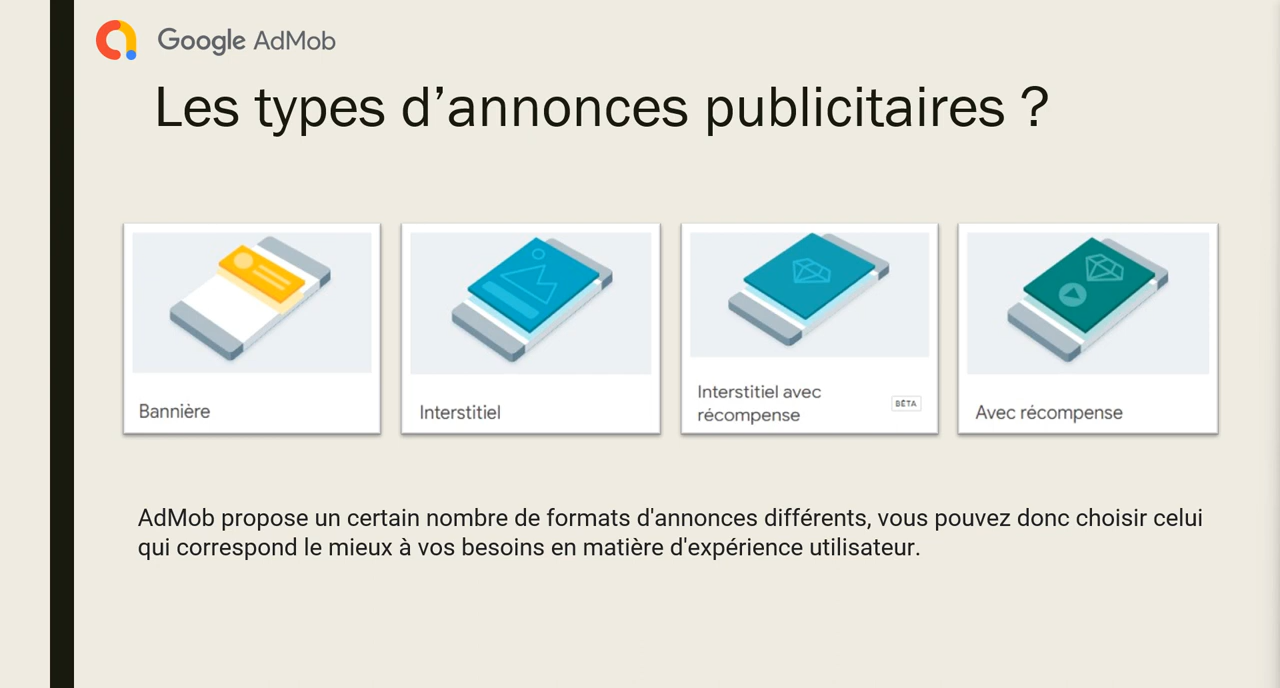 Google AdMob
Les types d’annonces publicitaires ?
Bannière
Interstitiel
Interstitiel avec
récompense
BÊTA
Avec récompense
AdMob propose un certain nombre de formats d'annonces différents, vous pouvez donc choisir celui
qui correspond le mieux à vos besoins en matière d'expérience utilisateur.